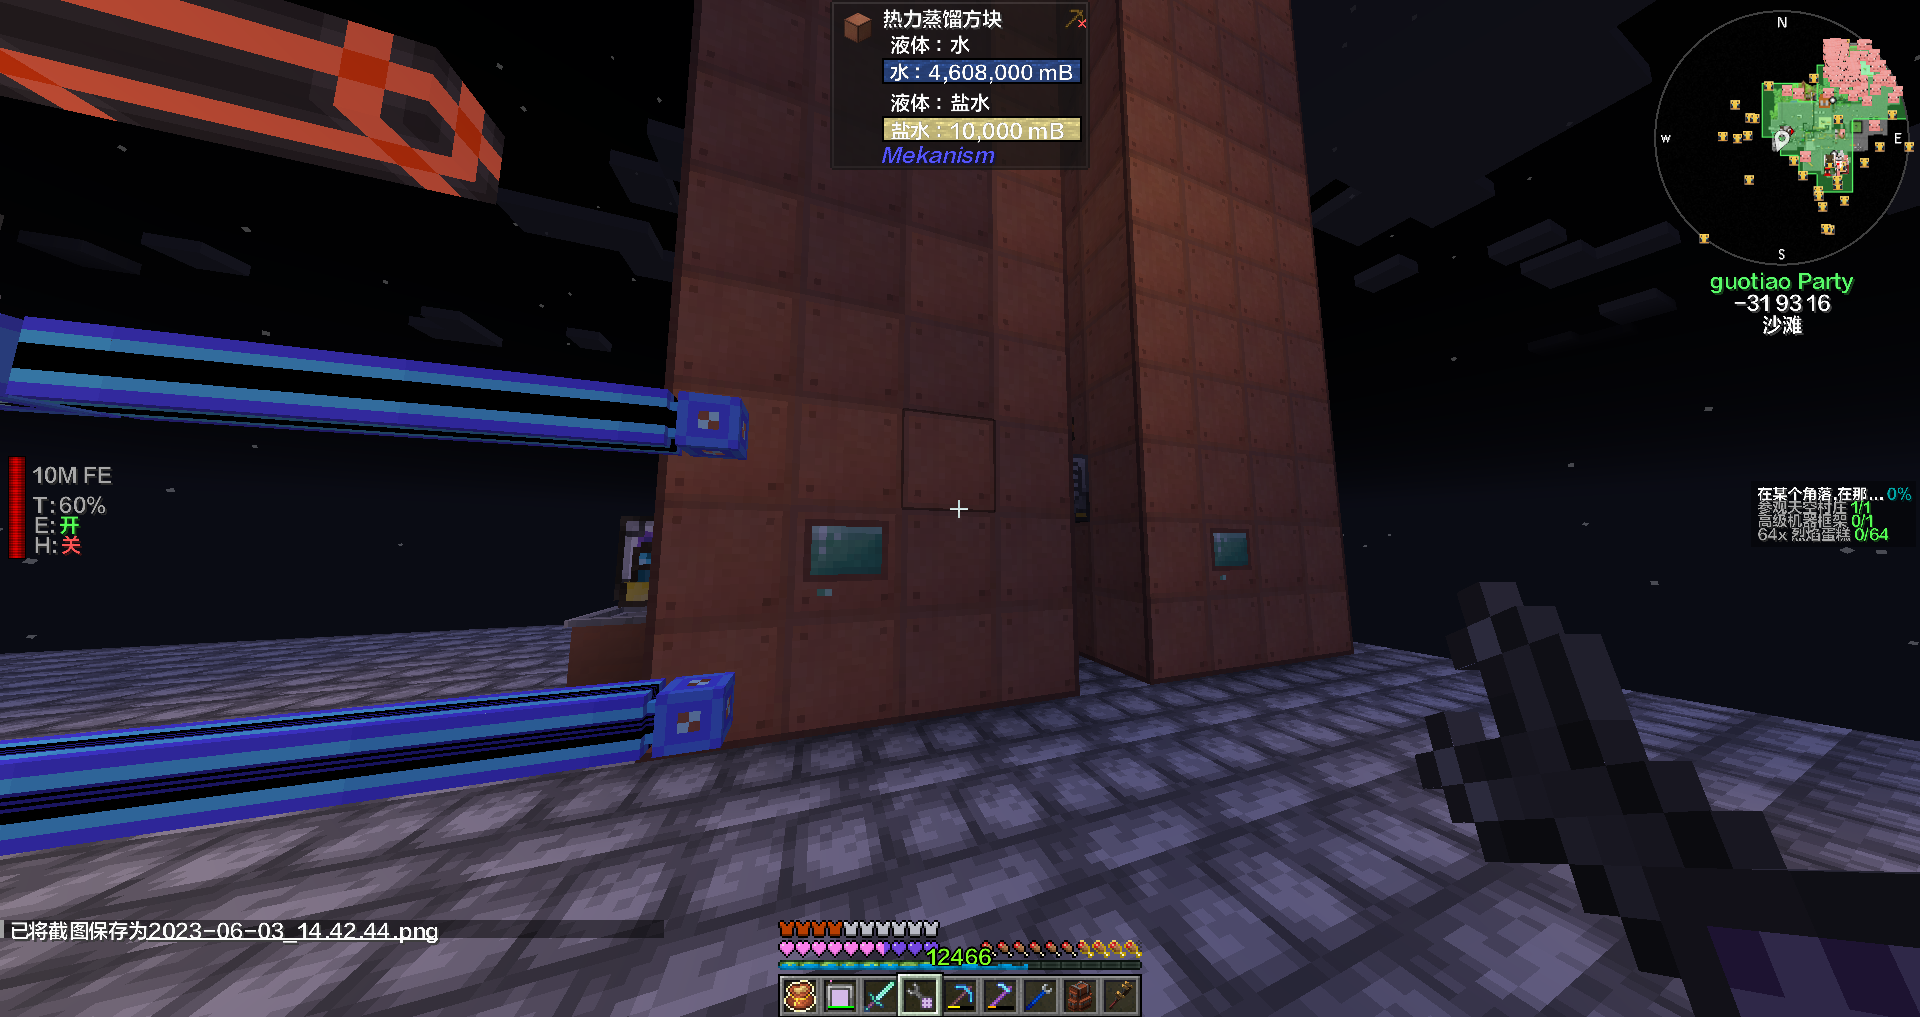 热力蒸馏方块
液体：水
水：4,608,000 mB
液体：盐水
盐水：10,000 mB
Mekanism
N
W
E
S
guotiao Party
-31 93 16
沙滩
10M FE
T: 60%
E: 开
H: 关
在某个角落,在那... 0%
参观天空村庄 1/1
高级机器框架 0/1
64x 烈焰蛋糕 0/64
已将截图保存为2023-06-03_14.42.44.png
12466